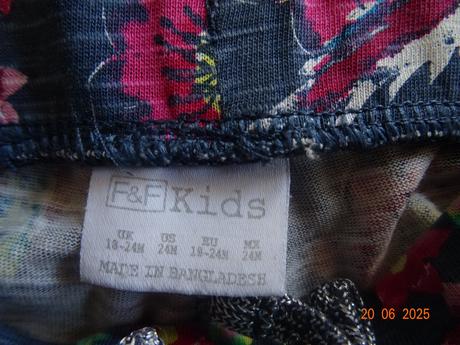 F&F Kids
UK US EU MX
18-24M 24M 18-24M 24M
MADE IN BANGLADESH
20 06 2025